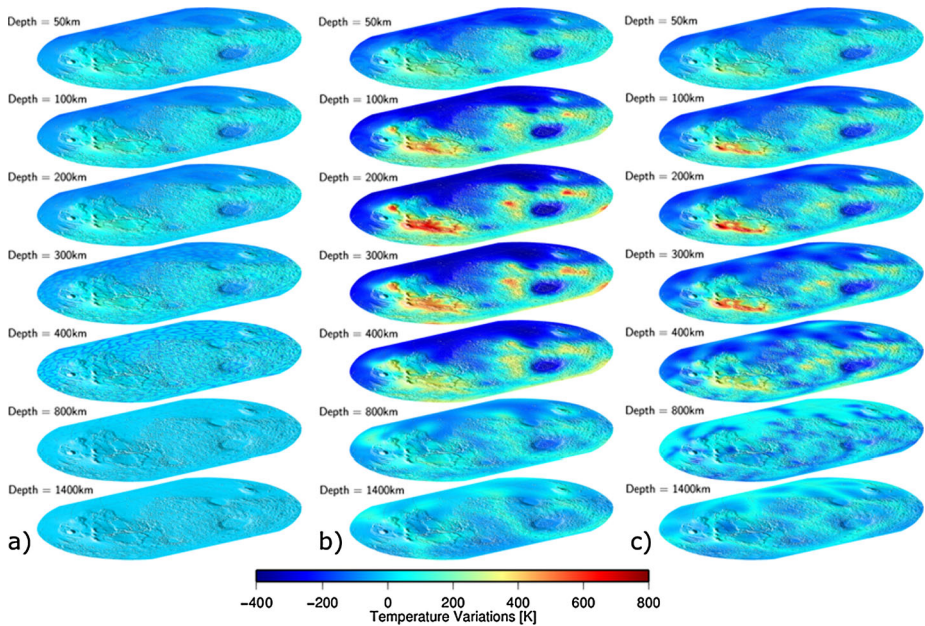 Depth = 50km
Depth = 50km
Depth = 50km
Depth = 100km
Depth = 100km
Depth = 100km
Depth = 200km
Depth = 200km
Depth = 200km
Depth = 300km
Depth = 300km
Depth = 300km
Depth = 400km
Depth = 400km
Depth = 400km
Depth = 800km
Depth = 800km
Depth = 800km
Depth = 1400km
Depth = 1400km
Depth = 1400km
a) b) c)
−400 −200 0 200 400 600 800
Temperature Variations [K]